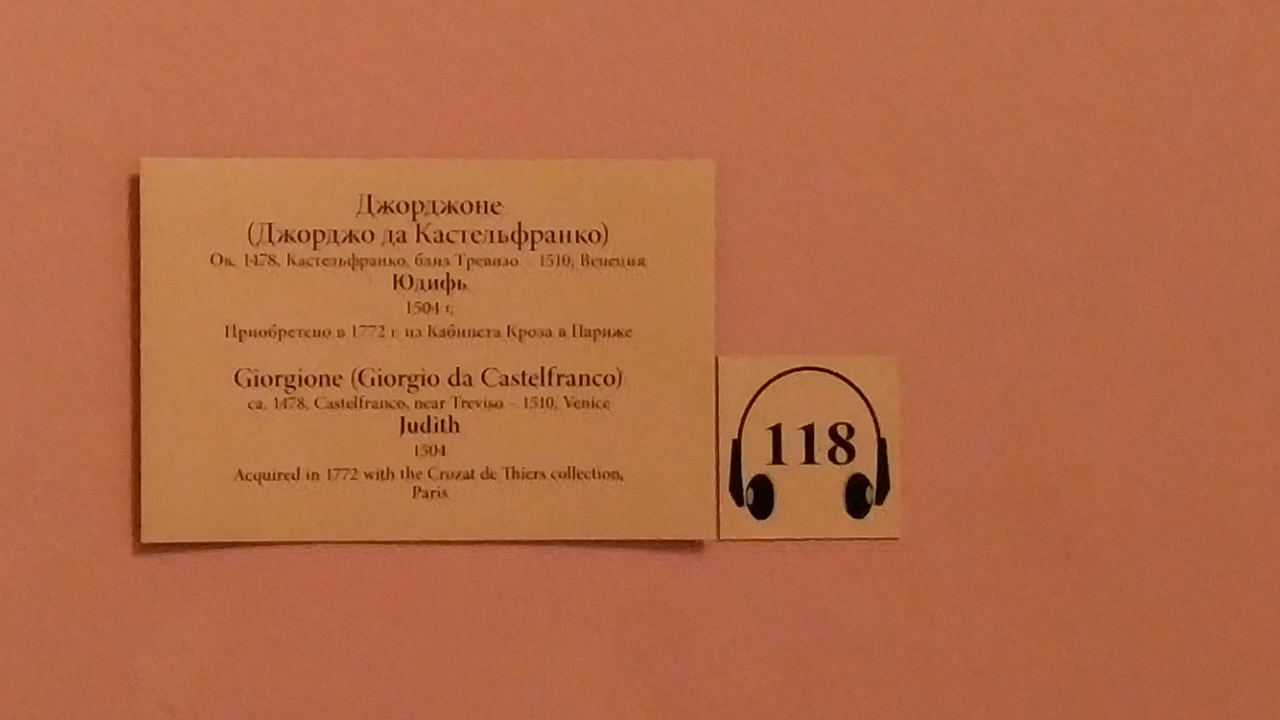 Джорджоне
(Джорджо да Кастельфранко)
Ок. 1478, Кастельфранко, близ Тревизо – 1510, Венеция
Юдифь
1504 г.
Приобретено в 1772 г. из Кабинета Кроза в Париже
Giorgione (Giorgio da Castelfranco)
ca. 1478, Castelfranco, near Treviso – 1510, Venice
Judith
1504
Acquired in 1772 with the Crozat de Thiers collection,
Paris
118